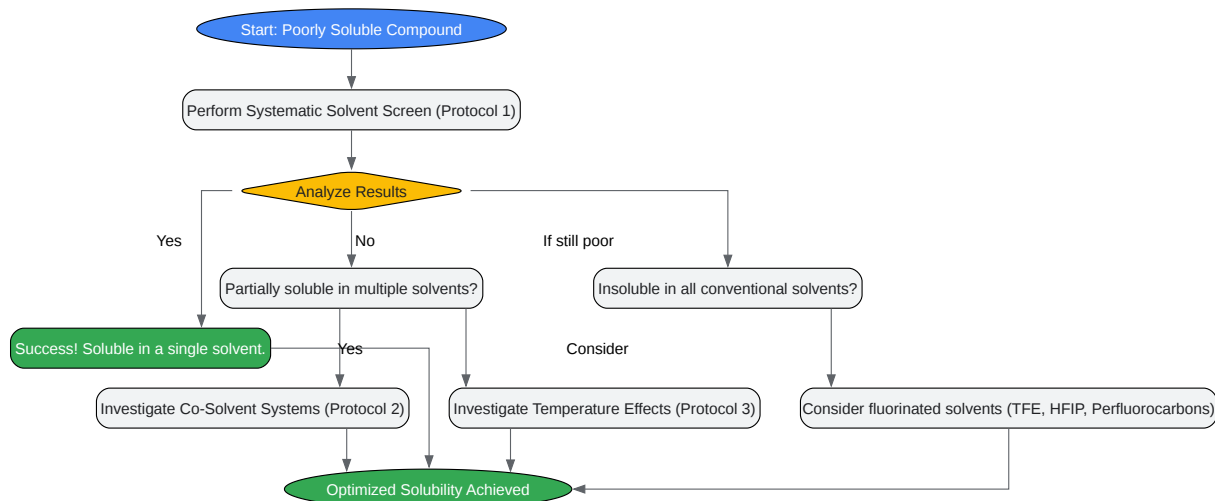 Start: Poorly Soluble Compound
Perform Systematic Solvent Screen (Protocol 1)
Analyze Results
Yes
No
If still poor
Partially soluble in multiple solvents?
Insoluble in all conventional solvents?
Success! Soluble in a single solvent.
Yes
Consider
Investigate Co-Solvent Systems (Protocol 2)
Investigate Temperature Effects (Protocol 3)
Consider fluorinated solvents (TFE, HFIP, Perfluorocarbons)
Optimized Solubility Achieved